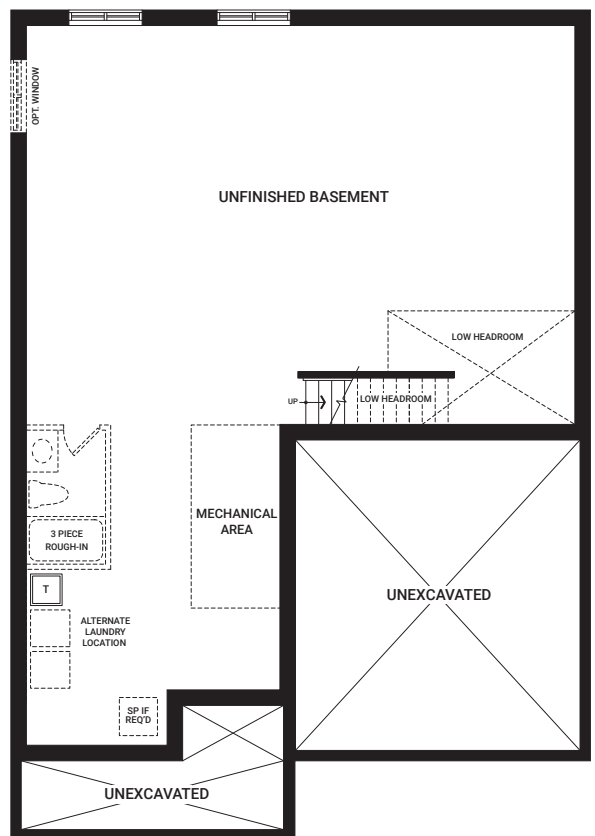 OPT. WINDOW
UNFINISHED BASEMENT
LOW HEADROOM
UP
LOW HEADROOM
MECHANICAL
AREA
3 PIECE
ROUGH-IN
T
UNEXCAVATED
ALTERNATE
LAUNDRY
LOCATION
SP IF
REQ'D
UNEXCAVATED